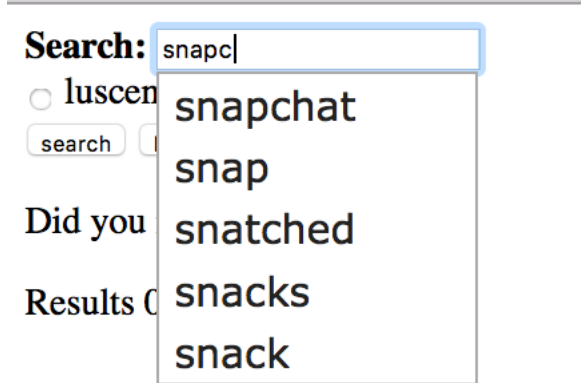 Search: snapc
luscen
snapchat
search
snap
Did you
snatched
Results
snacks
snack